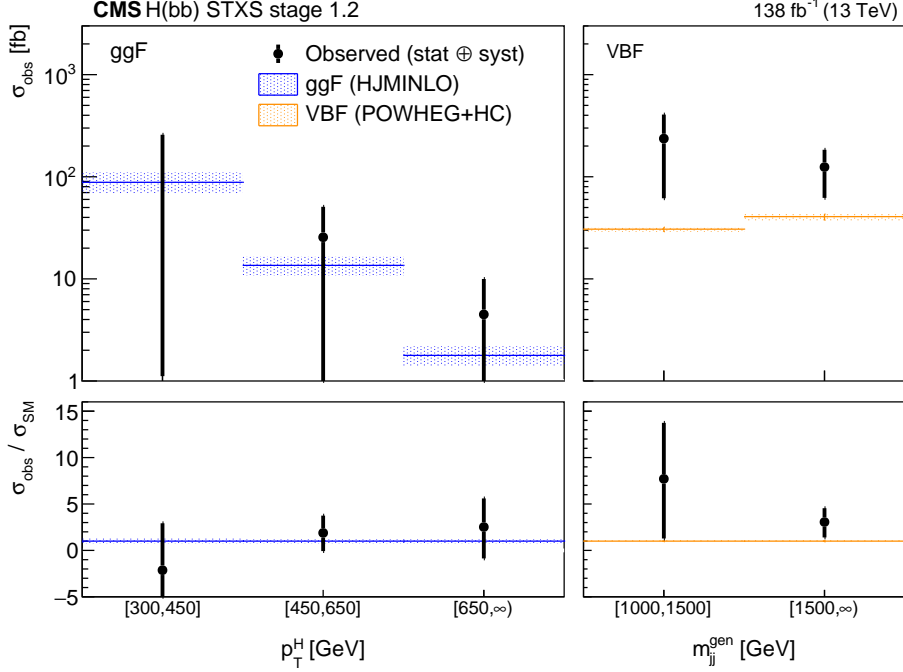 CMS H(bb) STXS stage 1.2
138 fb⁻¹ (13 TeV)
σ_obs [fb]
ggF
Observed (stat ⊕ syst)
ggF (HJMINLO)
VBF (POWHEG+HC)
VBF
10³
10²
10
1
σ_obs / σ_SM
15
10
5
0
−5
[300,450]
[450,650]
[650,∞)
[1000,1500]
[1500,∞)
p_T^H [GeV]
m_jj^gen [GeV]